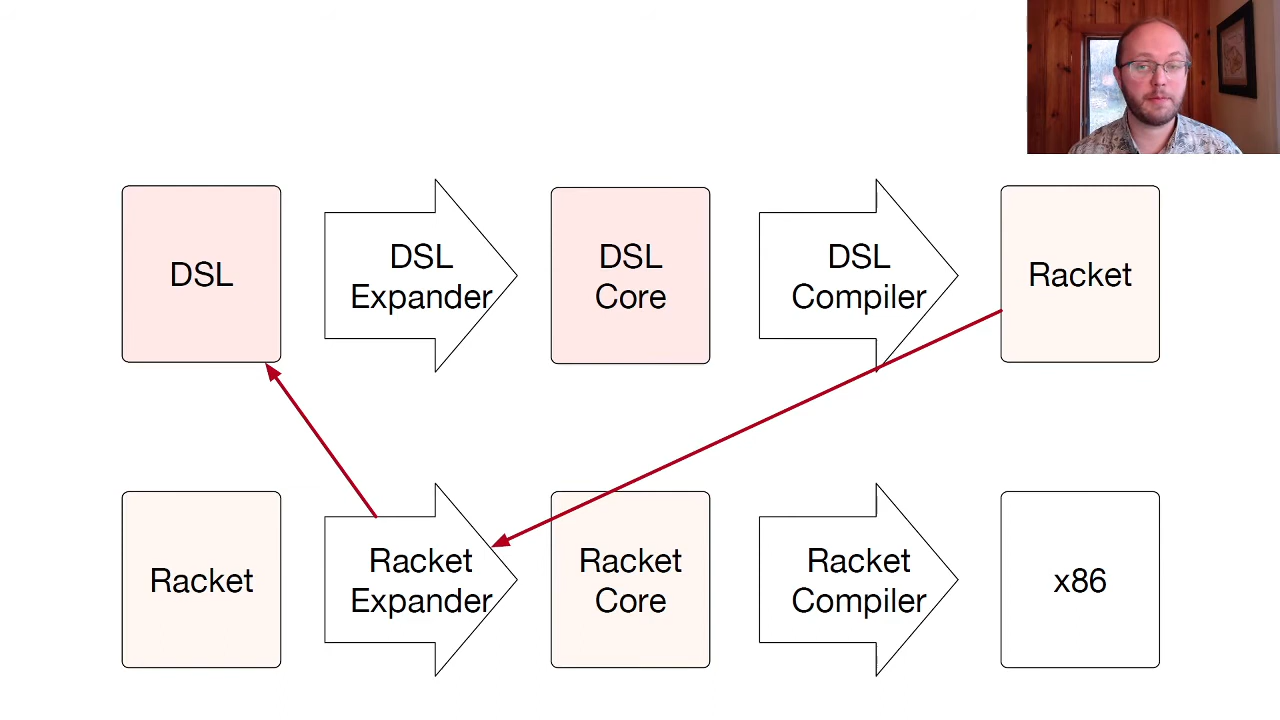 DSL
DSL
Expander
DSL
Core
DSL
Compiler
Racket
Racket
Racket
Expander
Racket
Core
Racket
Compiler
x86